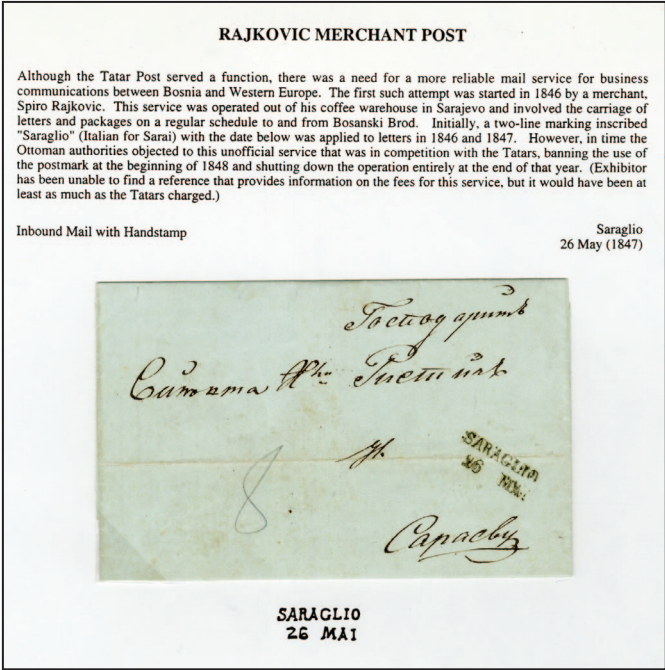 RAJKOVIC MERCHANT POST
Although the Tatar Post served a function, there was a need for a more reliable mail service for business
communications between Bosnia and Western Europe. The first such attempt was started in 1846 by a merchant,
Spiro Rajkovic. This service was operated out of his coffee warehouse in Sarajevo and involved the carriage of
letters and packages on a regular schedule to and from Bosanski Brod. Initially, a two-line marking inscribed
"Saraglio" (Italian for Sarai) with the date below was applied to letters in 1846 and 1847. However, in time the
Ottoman authorities objected to this unofficial service that was in competition with the Tatars, banning the use of
the postmark at the beginning of 1848 and shutting down the operation entirely at the end of that year. (Exhibitor
has been unable to find a reference that provides information on the fees for this service, but it would have been at
least as much as the Tatars charged.)
Inbound Mail with Handstamp
Saraglio
26 May (1847)
SARAGLIO
26 MAI
8
SARAGLIO
26 MAI